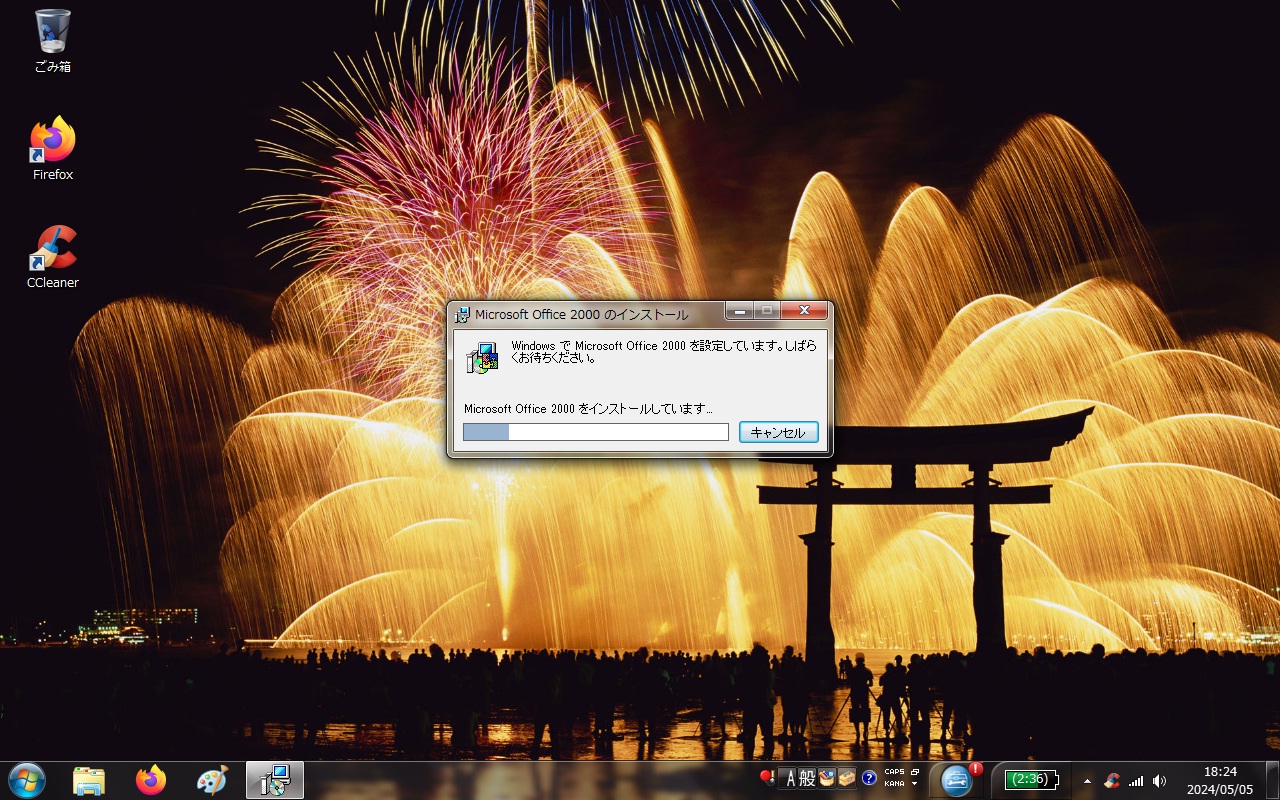 ごみ箱
Firefox
CCleaner
Microsoft Office 2000 のインストール
Windows で Microsoft Office 2000 を設定しています。しばら
くお待ちください。
Microsoft Office 2000 をインストールしています...
キャンセル
A 般
CAPS
KANA
(2:36)
18:24
2024/05/05